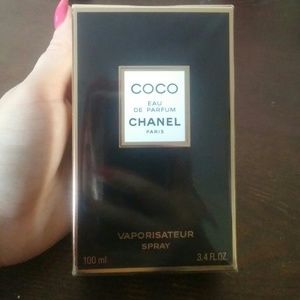 COCO
EAU
DE PARFUM
CHANEL
PARIS
VAPORISATEUR
SPRAY
100 ml 3.4 FL.OZ